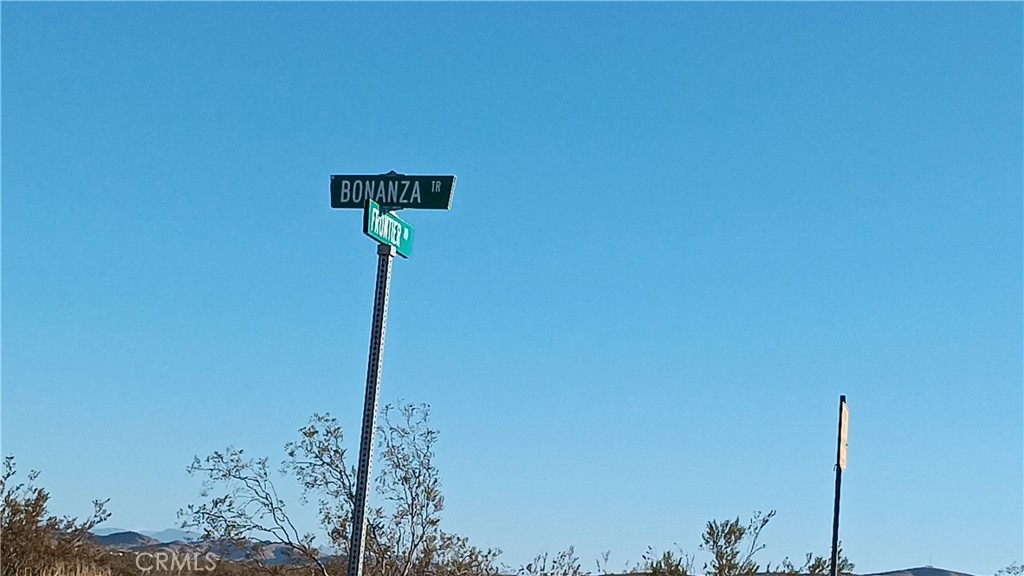 BONANZA TR
FRONTIER
CRMLS